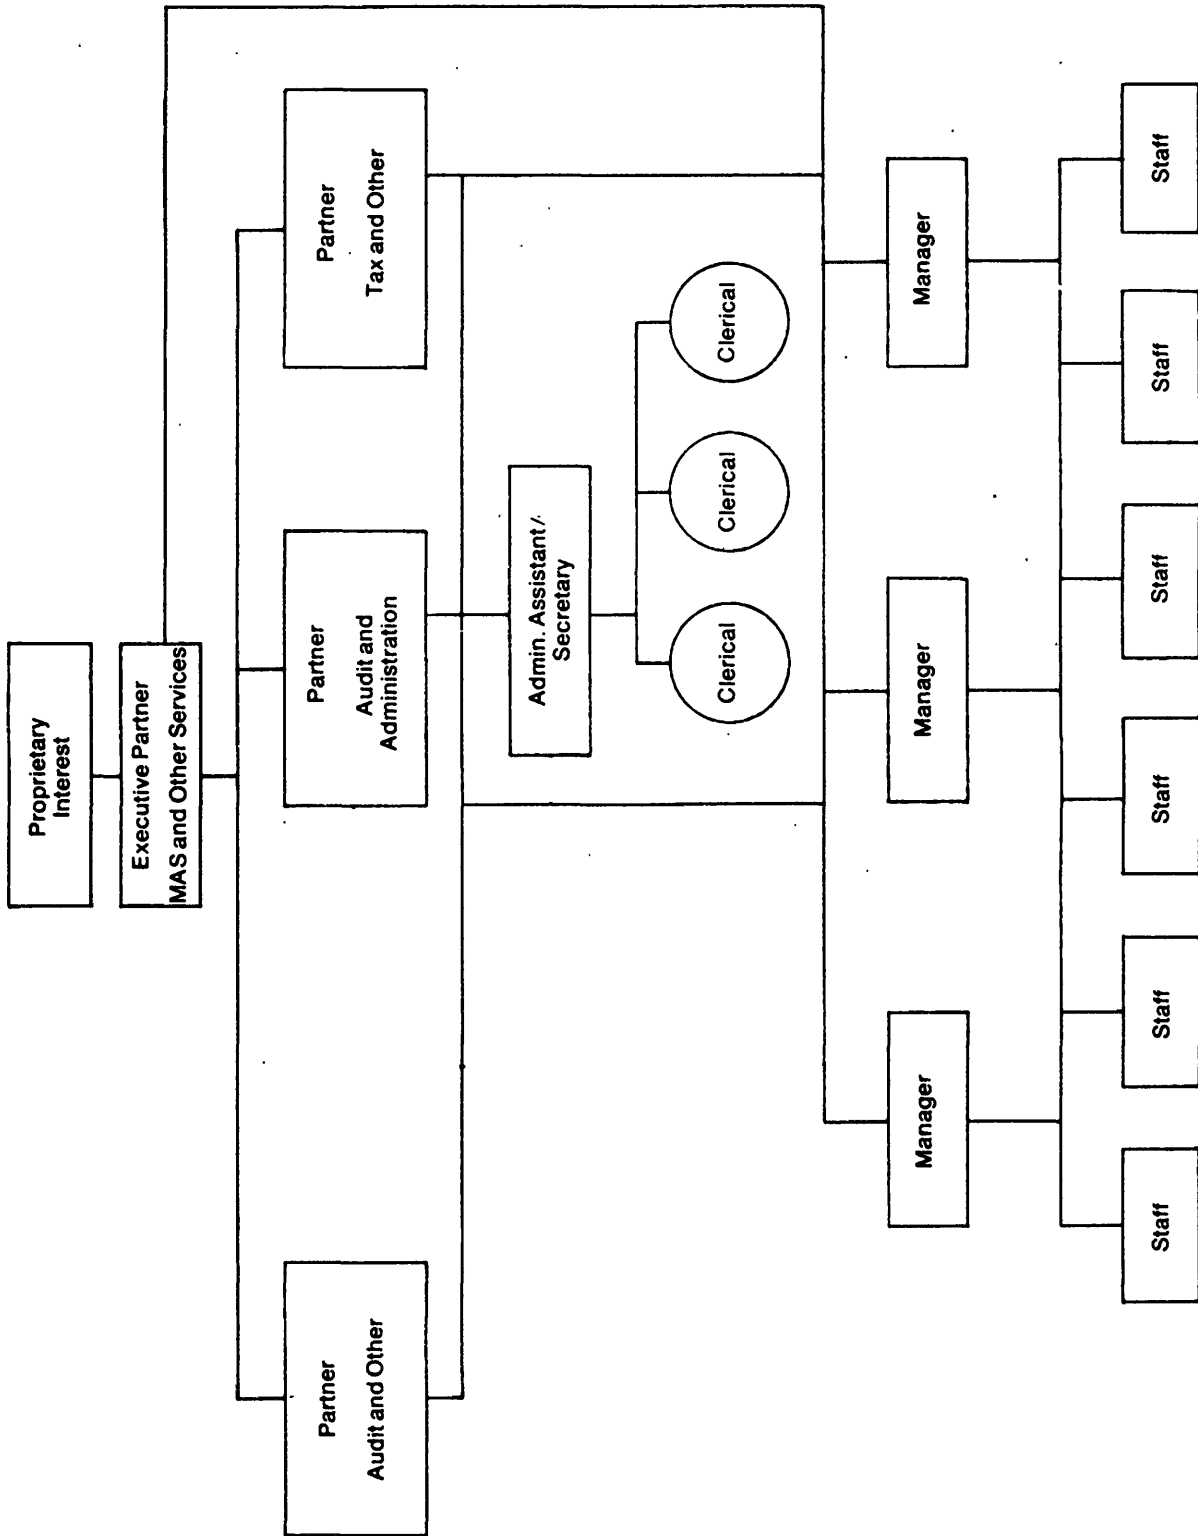 Proprietary
Interest
Executive Partner
MAS and Other Services
Partner
Audit and Other
Partner
Audit and
Administration
Partner
Tax and Other
Admin. Assistant/
Secretary
Clerical
Clerical
Clerical
Manager
Manager
Manager
Staff
Staff
Staff
Staff
Staff
Staff